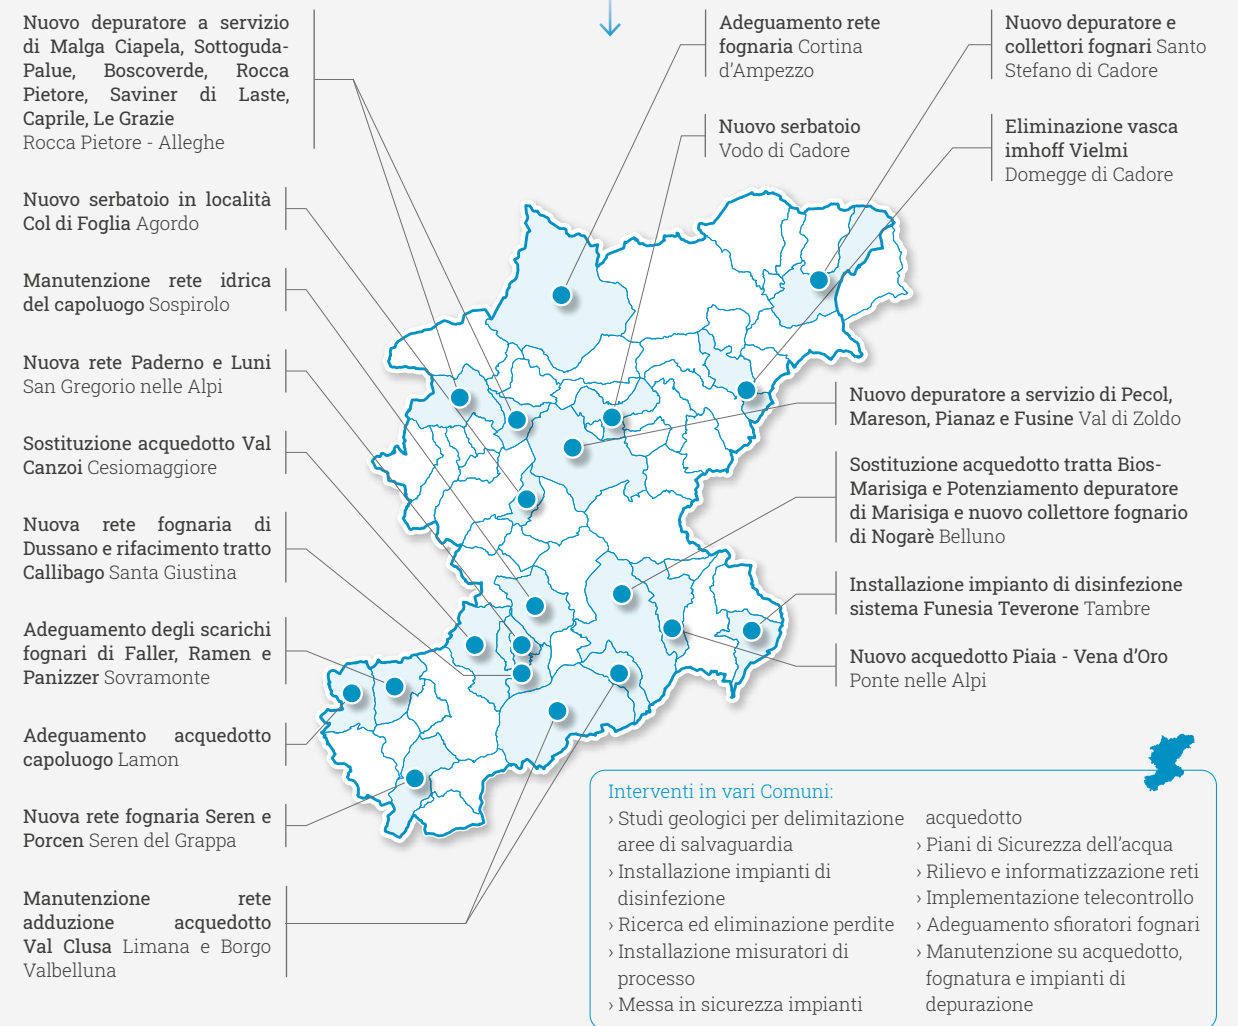 Nuovo depuratore a servizio
di Malga Ciapela, Sottoguda-
Palue, Boscoverde, Rocca
Pietore, Saviner di Laste,
Caprile, Le Grazie
Rocca Pietore - Alleghe
Nuovo serbatoio in località
Col di Foglia Agordo
Manutenzione rete idrica
del capoluogo Sospirolo
Nuova rete Paderno e Luni
San Gregorio nelle Alpi
Sostituzione acquedotto Val
Canzoi Cesiomaggiore
Nuova rete fognaria di
Dussano e rifacimento tratto
Callibago Santa Giustina
Adeguamento degli scarichi
fognari di Faller, Ramen e
Panizzer Sovramonte
Adeguamento acquedotto
capoluogo Lamon
Nuova rete fognaria Seren e
Porcen Seren del Grappa
Manutenzione rete
adduzione acquedotto
Val Clusa Limana e Borgo
Valbelluna
Adeguamento rete
fognaria Cortina
d'Ampezzo
Nuovo serbatoio
Vodo di Cadore
Nuovo depuratore e
collettori fognari Santo
Stefano di Cadore
Eliminazione vasca
imhoff Vielmi
Domegge di Cadore
Nuovo depuratore a servizio di Pecol,
Mareson, Pianaz e Fusine Val di Zoldo
Sostituzione acquedotto tratta Bios-
Marisiga e Potenziamento depuratore
di Marisiga e nuovo collettore fognario
di Nogarè Belluno
Installazione impianto di disinfezione
sistema Funesia Teverone Tambre
Nuovo acquedotto Piaia - Vena d'Oro
Ponte nelle Alpi
Interventi in vari Comuni:
› Studi geologici per delimitazione
aree di salvaguardia
› Installazione impianti di
disinfezione
› Ricerca ed eliminazione perdite
› Installazione misuratori di
processo
› Messa in sicurezza impianti
acquedotto
› Piani di Sicurezza dell'acqua
› Rilievo e informatizzazione reti
› Implementazione telecontrollo
› Adeguamento sfioratori fognari
› Manutenzione su acquedotto,
fognatura e impianti di
depurazione